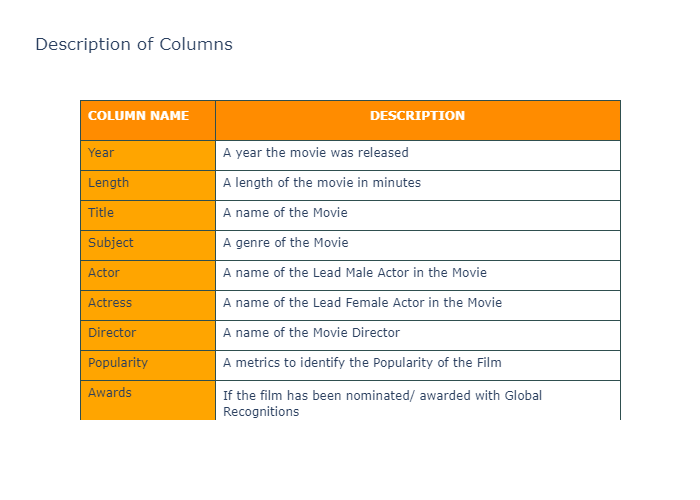 Description of Columns
COLUMN NAME DESCRIPTION
Year A year the movie was released
Length A length of the movie in minutes
Title A name of the Movie
Subject A genre of the Movie
Actor A name of the Lead Male Actor in the Movie
Actress A name of the Lead Female Actor in the Movie
Director A name of the Movie Director
Popularity A metrics to identify the Popularity of the Film
Awards If the film has been nominated/ awarded with Global
Recognitions